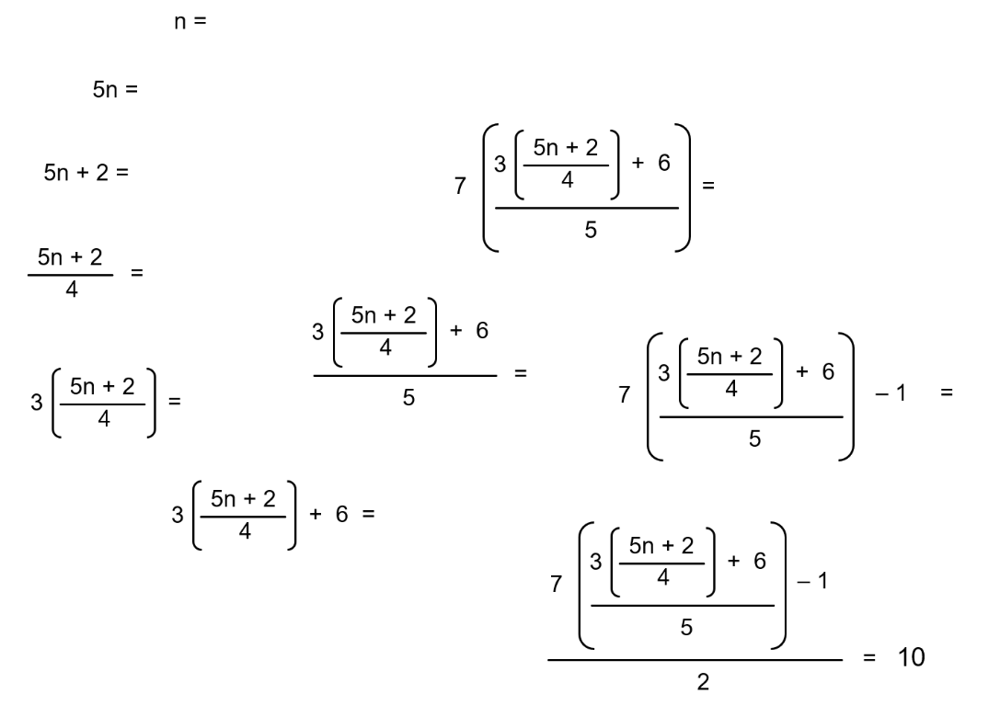 n =
5n =
5n + 2 =
5n + 2
4
=
3 ( 5n + 2
4
) =
3 ( 5n + 2
4
) + 6 =
3 ( 5n + 2
4
) + 6
5
=
7 ( 3 ( 5n + 2
4
) + 6
5
) =
7 ( 3 ( 5n + 2
4
) + 6
5
) – 1 =
7 ( 3 ( 5n + 2
4
) + 6
5
) – 1
2
= 10